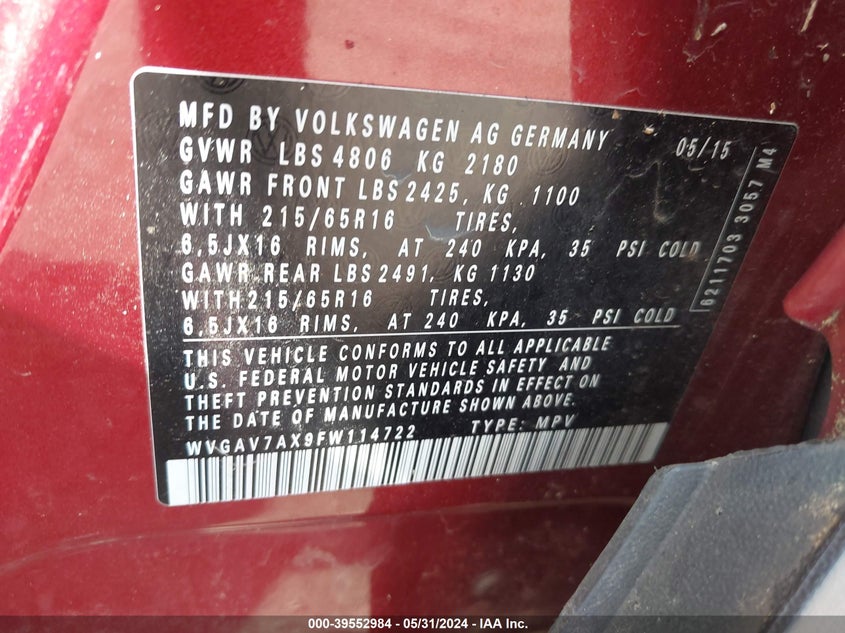 MFD BY VOLKSWAGEN AG GERMANY 05/15
GVWR LBS 4806 KG 2180
GAWR FRONT LBS 2425, KG 1100
WITH 215/65R16 TIRES,
6,5JX16 RIMS, AT 240 KPA, 35 PSI COLD
GAWR REAR LBS 2491, KG 1130
WITH 215/65R16 TIRES,
6,5JX16 RIMS, AT 240 KPA, 35 PSI COLD
6211703 3057 M4
THIS VEHICLE CONFORMS TO ALL APPLICABLE
U.S. FEDERAL MOTOR VEHICLE SAFETY AND
THEFT PREVENTION STANDARDS IN EFFECT ON
THE DATE OF MANUFACTURE SHOWN ABOVE.
WVGAV7AX9FW114722 TYPE: MPV
000-39552984 / 05/31/2024 - IAA Inc.